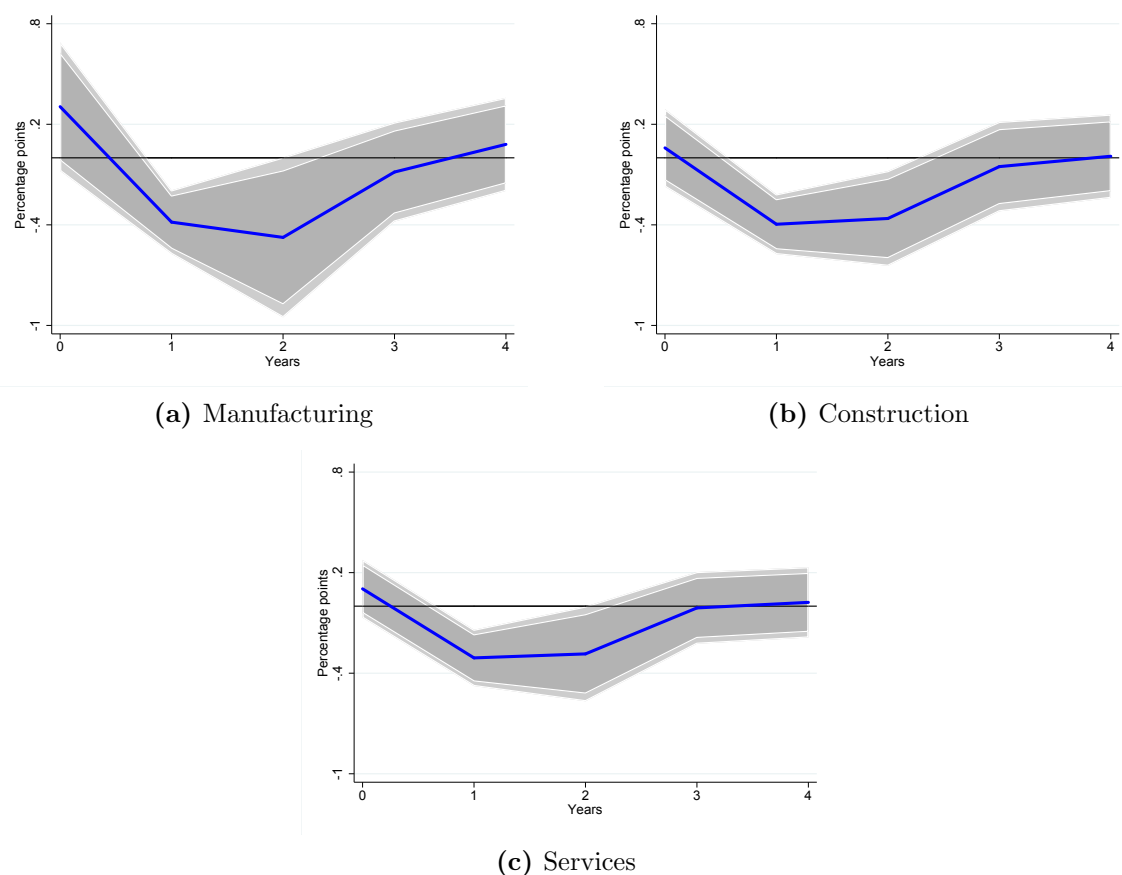 .8
.2
-.4
-1
Percentage points
0 1 2 3 4
Years
(a) Manufacturing
.8
.2
-.4
-1
Percentage points
0 1 2 3 4
Years
(b) Construction
.8
.2
-.4
-1
Percentage points
0 1 2 3 4
Years
(c) Services